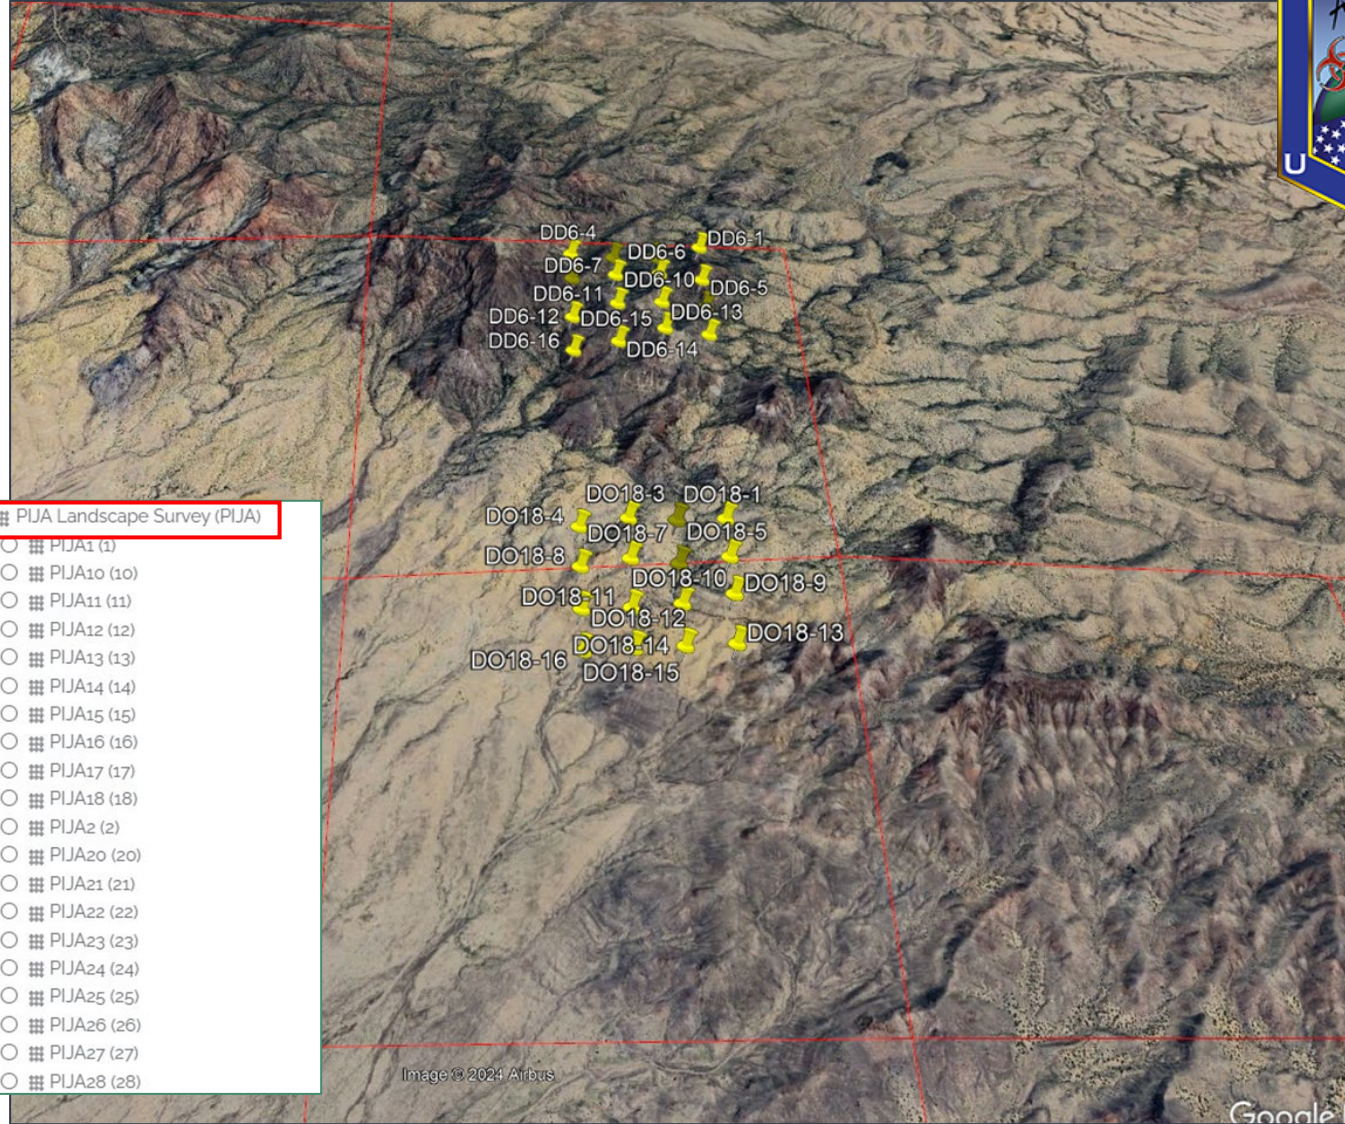 U
DD6-4
DD6-1
DD6-6
DD6-7
DD6-10
DD6-5
DD6-11
DD6-12
DD6-15
DD6-13
DD6-16
DD6-14
DO18-3
DO18-1
DO18-4
DO18-7
DO18-5
DO18-8
DO18-10
DO18-9
DO18-11
DO18-12
DO18-13
DO18-14
DO18-16
DO18-15
PIJA Landscape Survey (PIJA)
PIJA1 (1)
PIJA10 (10)
PIJA11 (11)
PIJA12 (12)
PIJA13 (13)
PIJA14 (14)
PIJA15 (15)
PIJA16 (16)
PIJA17 (17)
PIJA18 (18)
PIJA2 (2)
PIJA20 (20)
PIJA21 (21)
PIJA22 (22)
PIJA23 (23)
PIJA24 (24)
PIJA25 (25)
PIJA26 (26)
PIJA27 (27)
PIJA28 (28)
Image © 2024 Airbus
Google